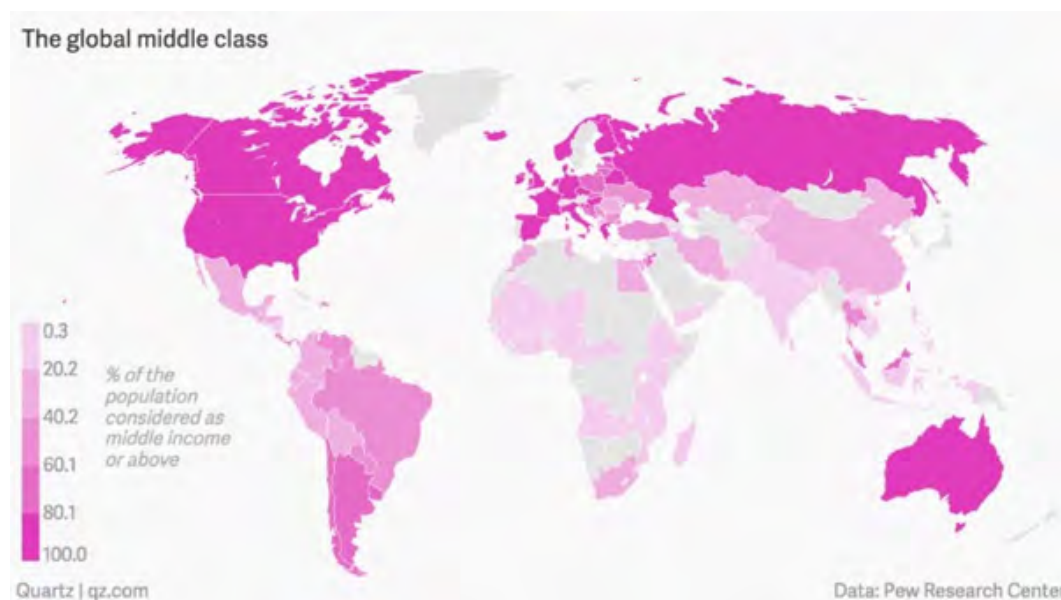 The global middle class
0.3
20.2
40.2
60.1
80.1
100.0
% of the
population
considered as
middle income
or above
Quartz | qz.com
Data: Pew Research Center